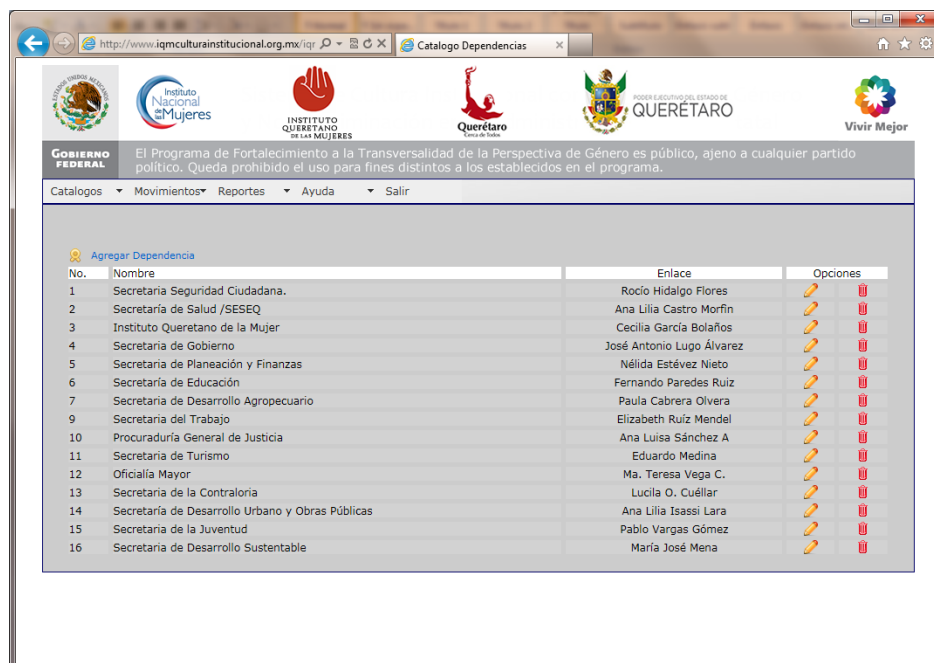 http://www.iqmculturainstitucional.org.mx/iqr
Catalogo Dependencias
ESTADOS UNIDOS MEXICANOS
Instituto
Nacional
de las Mujeres
INSTITUTO
QUERETANO
DE LAS MUJERES
Querétaro
Cerca de Todos
PODER EJECUTIVO DEL ESTADO DE
QUERÉTARO
Vivir Mejor
GOBIERNO
FEDERAL
El Programa de Fortalecimiento a la Transversalidad de la Perspectiva de Género es público, ajeno a cualquier partido
político. Queda prohibido el uso para fines distintos a los establecidos en el programa.
Catalogos Movimientos Reportes Ayuda Salir
Agregar Dependencia
No. Nombre Enlace Opciones
1 Secretaria Seguridad Ciudadana. Rocío Hidalgo Flores
2 Secretaría de Salud /SESEQ Ana Lilia Castro Morfin
3 Instituto Queretano de la Mujer Cecilia García Bolaños
4 Secretaria de Gobierno José Antonio Lugo Álvarez
5 Secretaria de Planeación y Finanzas Nélida Estévez Nieto
6 Secretaría de Educación Fernando Paredes Ruiz
7 Secretaria de Desarrollo Agropecuario Paula Cabrera Olvera
9 Secretaria del Trabajo Elizabeth Ruíz Mendel
10 Procuraduría General de Justicia Ana Luisa Sánchez A
11 Secretaria de Turismo Eduardo Medina
12 Oficialía Mayor Ma. Teresa Vega C.
13 Secretaria de la Contraloria Lucila O. Cuéllar
14 Secretaría de Desarrollo Urbano y Obras Públicas Ana Lilia Isassi Lara
15 Secretaria de la Juventud Pablo Vargas Gómez
16 Secretaria de Desarrollo Sustentable María José Mena